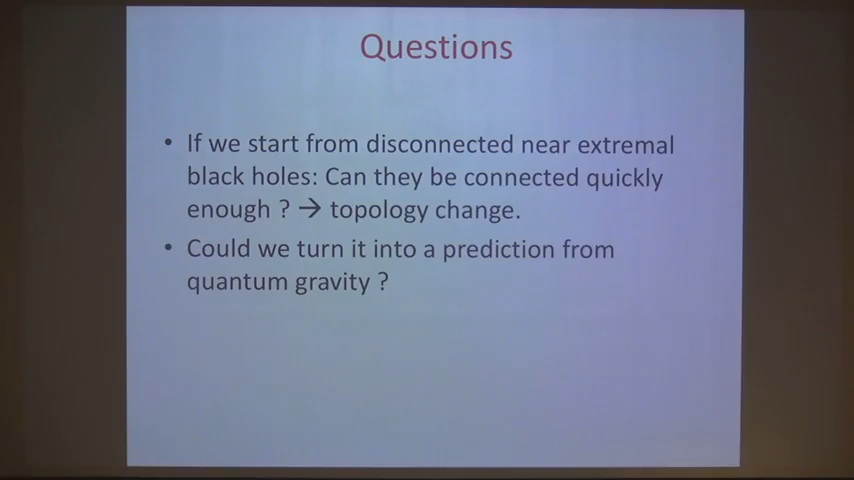 Questions
• If we start from disconnected near extremal
black holes: Can they be connected quickly
enough ? → topology change.
• Could we turn it into a prediction from
quantum gravity ?